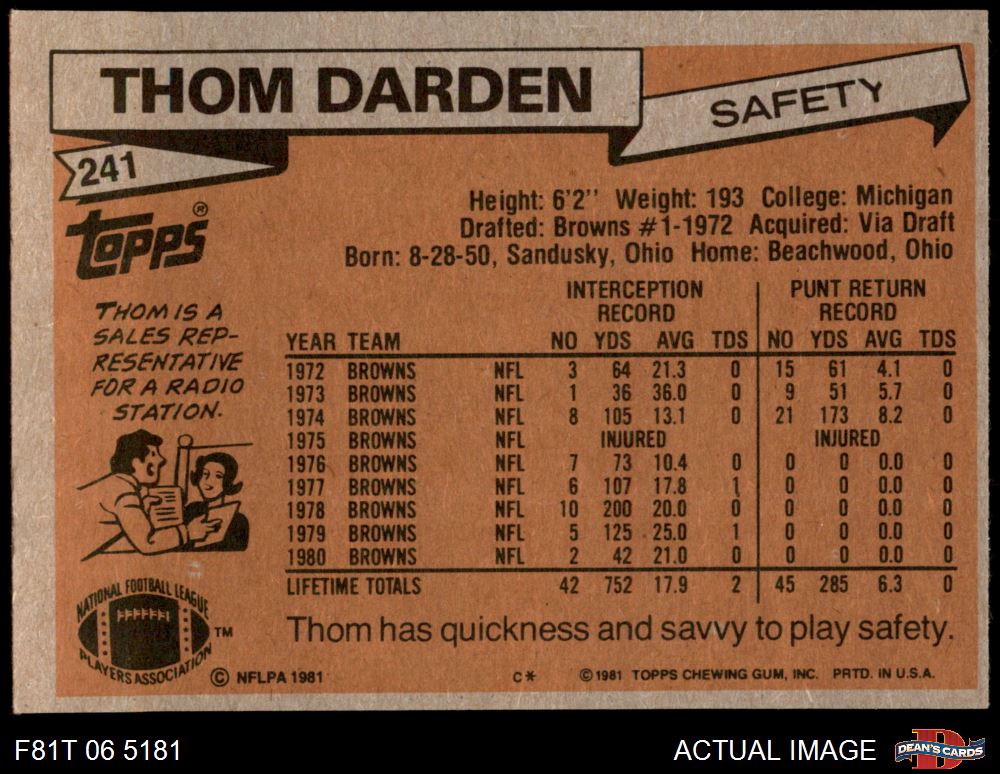 THOM DARDEN
SAFETY
241
TOPPS®
Height: 6'2'' Weight: 193 College: Michigan
Drafted: Browns #1-1972 Acquired: Via Draft
Born: 8-28-50, Sandusky, Ohio Home: Beachwood, Ohio
THOM IS A
SALES REP-
RESENTATIVE
FOR A RADIO
STATION.
INTERCEPTION RECORD PUNT RETURN RECORD
YEAR TEAM NO YDS AVG TDS NO YDS AVG TDS
1972 BROWNS NFL 3 64 21.3 0 15 61 4.1 0
1973 BROWNS NFL 1 36 36.0 0 9 51 5.7 0
1974 BROWNS NFL 8 105 13.1 0 21 173 8.2 0
1975 BROWNS NFL INJURED INJURED
1976 BROWNS NFL 7 73 10.4 0 0 0 0.0 0
1977 BROWNS NFL 6 107 17.8 1 0 0 0.0 0
1978 BROWNS NFL 10 200 20.0 0 0 0 0.0 0
1979 BROWNS NFL 5 125 25.0 1 0 0 0.0 0
1980 BROWNS NFL 2 42 21.0 0 0 0 0.0 0
LIFETIME TOTALS 42 752 17.9 2 45 285 6.3 0
Thom has quickness and savvy to play safety.
NATIONAL FOOTBALL LEAGUE
PLAYERS ASSOCIATION
TM
© NFLPA 1981 C* © 1981 TOPPS CHEWING GUM, INC. PRTD. IN U.S.A.
F81T 06 5181 ACTUAL IMAGE
D
DEAN'S CARDS